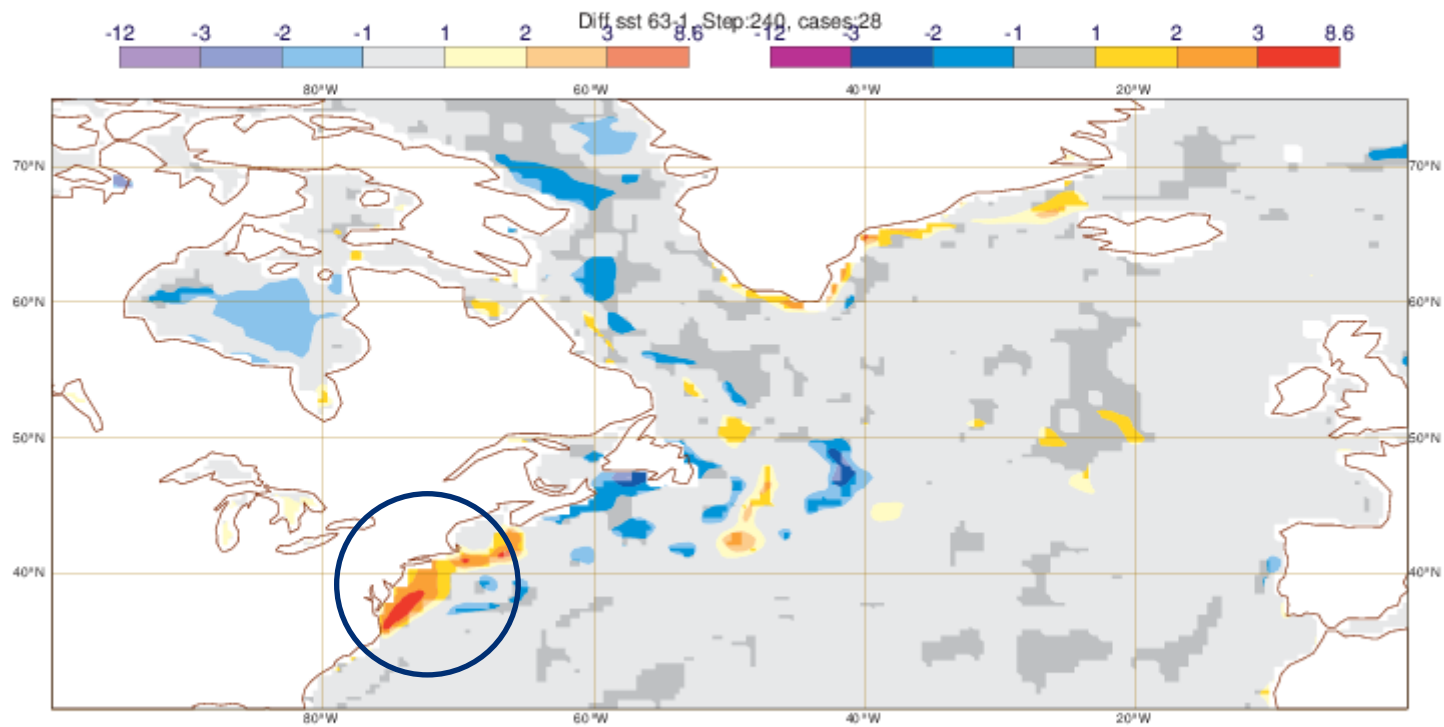 Diff sst 63-1, Step:240, cases:28
-12 -3 -2 -1 1 2 3 8.6 -12 -3 -2 -1 1 2 3 8.6
80°W 60°W 40°W 20°W
70°N 70°N
60°N 60°N
50°N 50°N
40°N 40°N
80°W 60°W 40°W 20°W